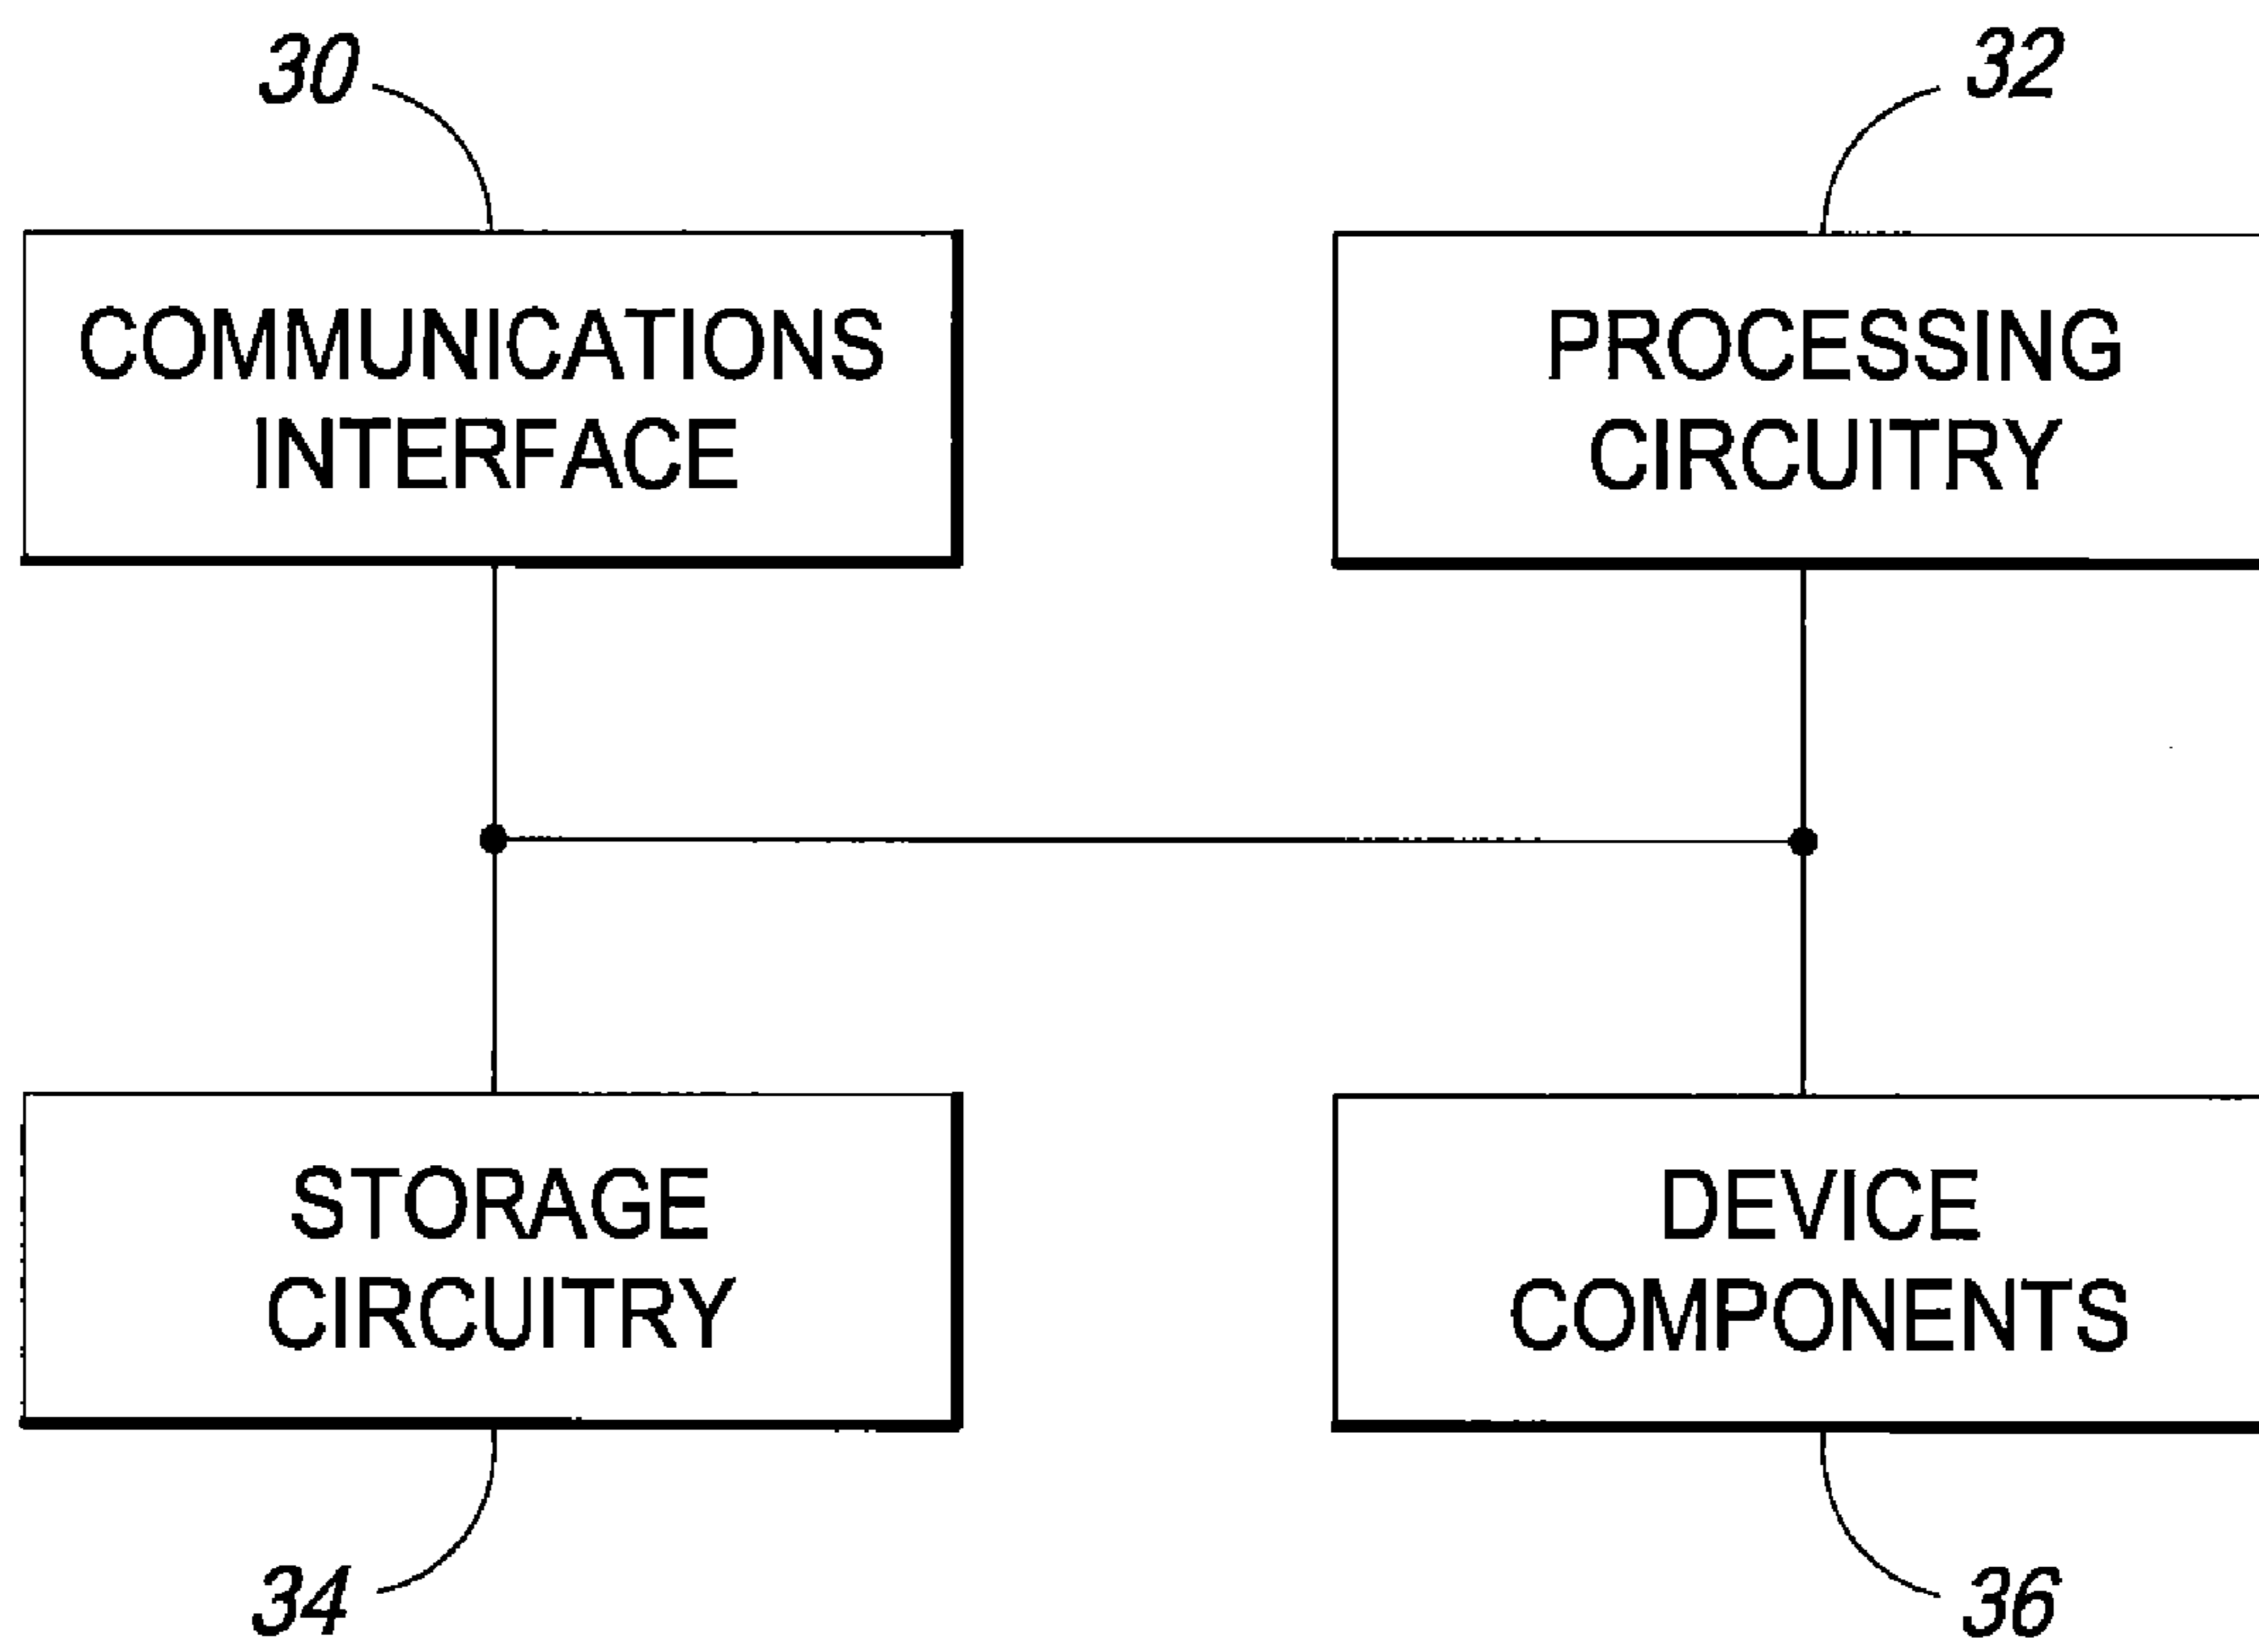 30
32
COMMUNICATIONS
INTERFACE
PROCESSING
CIRCUITRY
STORAGE
CIRCUITRY
DEVICE
COMPONENTS
34
36